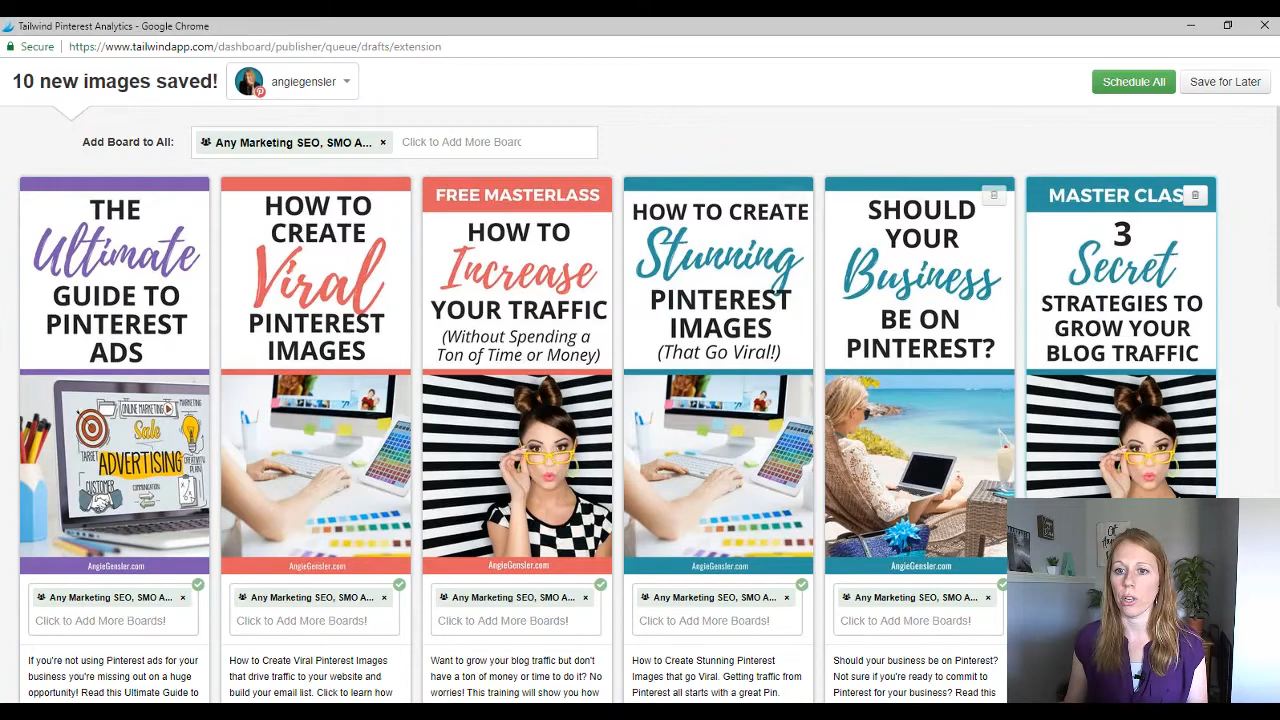 Tailwind Pinterest Analytics - Google Chrome
Secure
https://www.tailwindapp.com/dashboard/publisher/queue/drafts/extension
10 new images saved!
angiegensler
Schedule All
Save for Later
Add Board to All:
Any Marketing SEO, SMO A... ×
Click to Add More Board
THE
Ultimate
GUIDE TO
PINTEREST
ADS
ONLINE MARKETING
Sale
TARGET
ADVERTISING
CUSTOMER
COMMUNICATION
AngieGensler.com
Any Marketing SEO, SMO A... ×
Click to Add More Boards!
If you're not using Pinterest ads for your
business you're missing out on a huge
opportunity! Read this Ultimate Guide to
HOW TO
CREATE
Viral
PINTEREST
IMAGES
AngieGensler.com
Any Marketing SEO, SMO A... ×
Click to Add More Boards!
How to Create Viral Pinterest Images
that drive traffic to your website and
build your email list. Click to learn how
FREE MASTERLASS
HOW TO
Increase
YOUR TRAFFIC
(Without Spending a
Ton of Time or Money)
AngieGensler.com
Any Marketing SEO, SMO A... ×
Click to Add More Boards!
Want to grow your blog traffic but don't
have a ton of money or time to do it? No
worries! This training will show you how
HOW TO CREATE
Stunning
PINTEREST
IMAGES
(That Go Viral!)
AngieGensler.com
Any Marketing SEO, SMO A... ×
Click to Add More Boards!
How to Create Stunning Pinterest
Images that go Viral. Getting traffic from
Pinterest all starts with a great Pin.
SHOULD
YOUR
Business
BE ON
PINTEREST?
AngieGensler.com
Any Marketing SEO, SMO A... ×
Click to Add More Boards!
Should your business be on Pinterest?
Not sure if you're ready to commit to
Pinterest for your business? Read this
MASTER CLAS
3
Secret
STRATEGIES TO
GROW YOUR
BLOG TRAFFIC